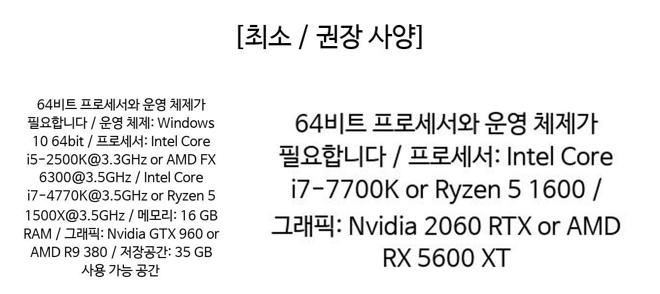 [최소 / 권장 사양]
64비트 프로세서와 운영 체제가
필요합니다 / 운영 체제: Windows
10 64bit / 프로세서: Intel Core
i5-2500K@3.3GHz or AMD FX
6300@3.5GHz / Intel Core
i7-4770K@3.5GHz or Ryzen 5
1500X@3.5GHz / 메모리: 16 GB
RAM / 그래픽: Nvidia GTX 960 or
AMD R9 380 / 저장공간: 35 GB
사용 가능 공간
64비트 프로세서와 운영 체제가
필요합니다 / 프로세서: Intel Core
i7-7700K or Ryzen 5 1600 /
그래픽: Nvidia 2060 RTX or AMD
RX 5600 XT